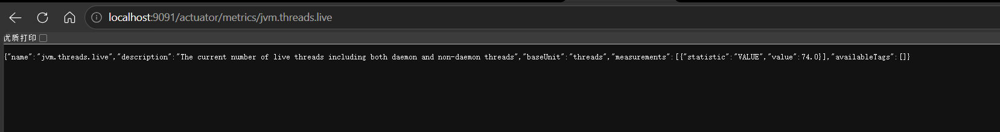 localhost:9091/actuator/metrics/jvm.threads.live
优质打印
{"name":"jvm.threads.live","description":"The current number of live threads including both daemon and non-daemon threads","baseUnit":"threads","measurements":[{"statistic":"VALUE","value":74.0}],"availableTags":[]}